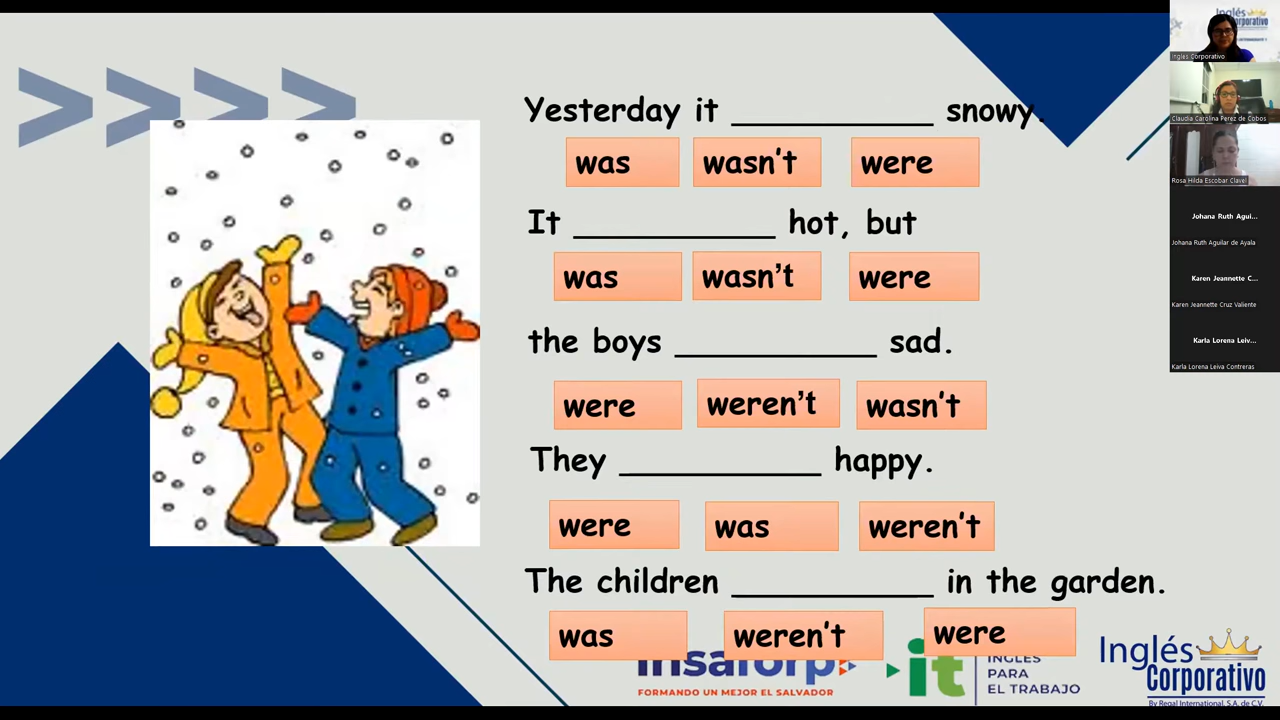 Yesterday it ____________ snowy.
was wasn't were
It ____________ hot, but
was wasn't were
the boys ____________ sad.
were weren't wasn't
They ____________ happy.
were was weren't
The children ____________ in the garden.
was weren't were
insaforp
FORMANDO UN MEJOR EL SALVADOR
it
INGLÉS
PARA
EL TRABAJO
Inglés
Corporativo
By Regal International, S.A. de C.V.
Inglés
Corporativo
Inglés Corporativo
Claudia Carolina Perez de Cobos
Rosa Hilda Escobar Clavel
Johana Ruth Agui...
Johana Ruth Aguilar de Ayala
Karen Jeannette C...
Karen Jeannette Cruz Valiente
Karla Lorena Leiv...
Karla Lorena Leiva Contreras